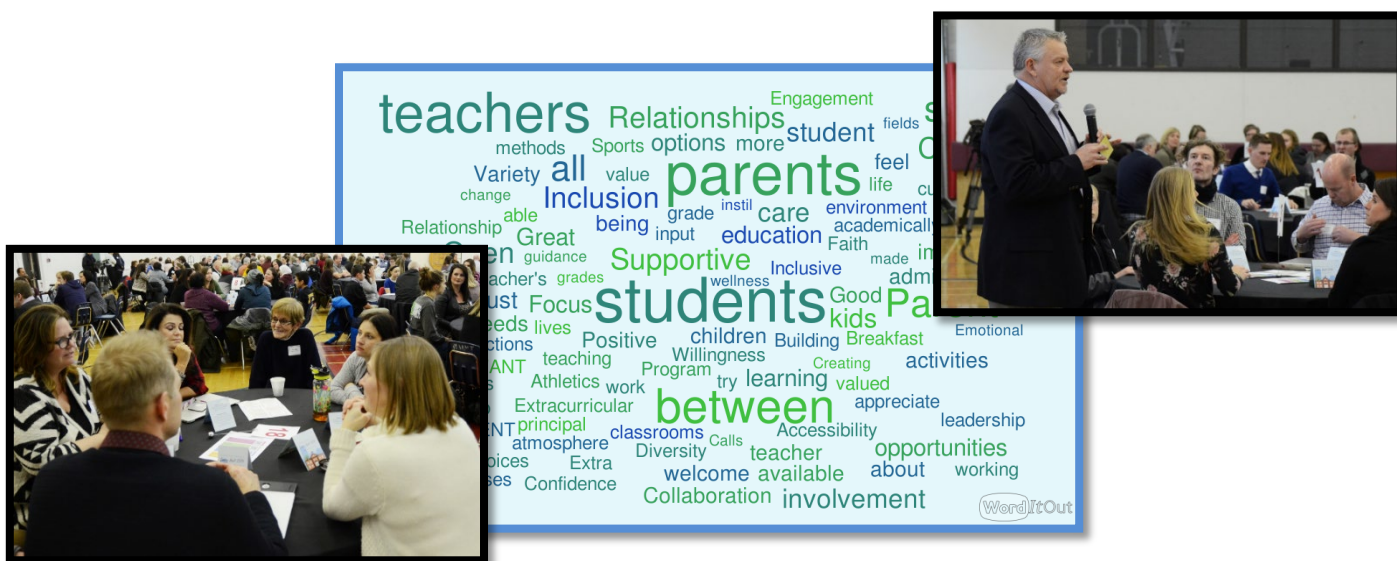 teachers Relationships Engagement
methods Sports options more student fields
Variety all value parents feel
change Inclusion life
Relationship able being grade instil care environment
Great input education Faith academically
guidance Supportive Inclusive made
grades wellness
Focus students Good
lives kids
Positive children Building Breakfast Emotional
teaching Willingness Creating activities
Athletics work Program try learning valued
Extracurricular between appreciate
principal classrooms Accessibility leadership
atmosphere Diversity Calls teacher opportunities
Extra welcome available about working
Confidence
Collaboration involvement
WordItOut
18